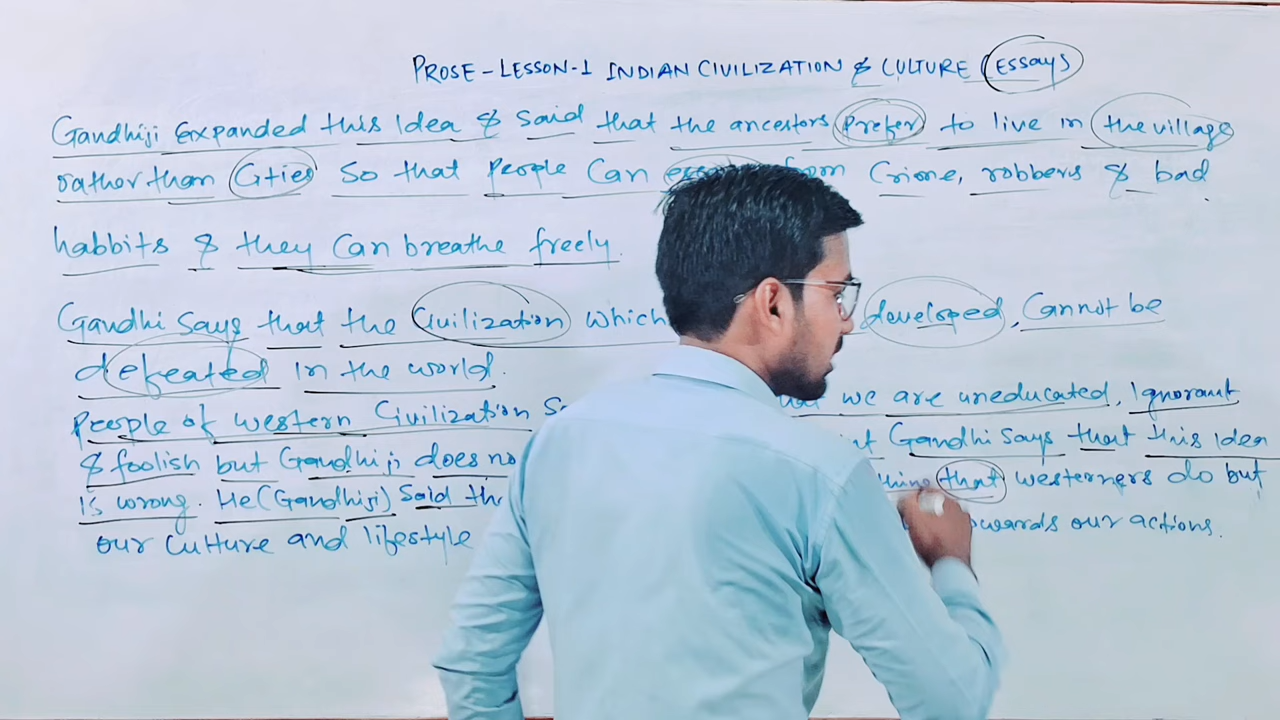 PROSE - LESSON-1 INDIAN CIVILIZATION & CULTURE (ESSAYS)
Gandhiji Expanded this Idea & said that the ancestors prefer to live in the village
rather than Cities So that People Can from Crime, robbers & bad
habbits & they Can breathe freely.
Gandhi Says that the Civilization which developed, Cannot be
defeated in the world.
People of western Civilization we are uneducated, Ignorant
& foolish but Gandhiji does Gandhi Says that this Idea
Is wrong. He (Gandhiji) Said that westerners do but
our Culture and lifestyle our actions.